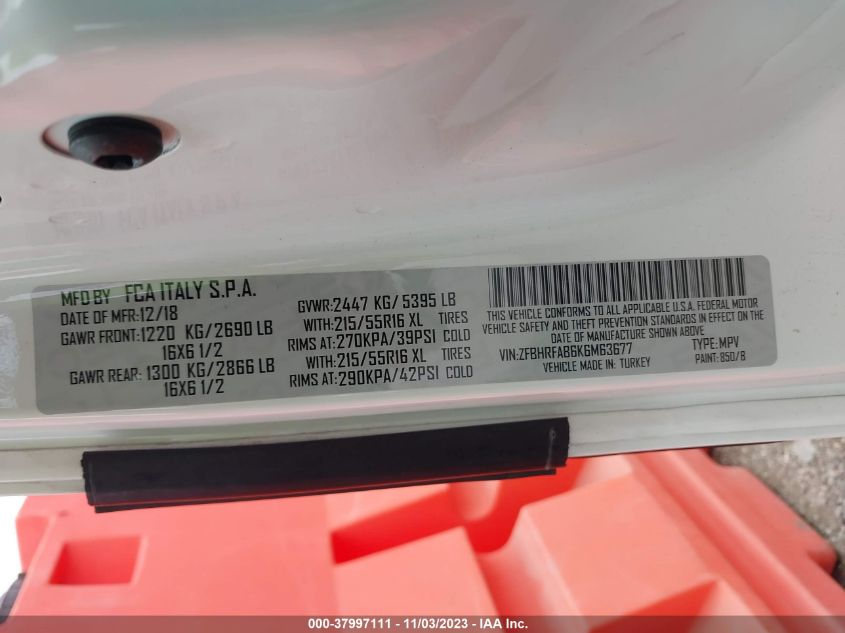 MFD BY FCA ITALY S.P.A.
DATE OF MFR:12/18
GAWR FRONT:1220 KG/2690 LB
16X6 1/2
GAWR REAR: 1300 KG/2866 LB
16X6 1/2
GVWR:2447 KG/ 5395 LB
WITH:215/55R16 XL TIRES
RIMS AT:270KPA/39PSI COLD
WITH:215/55R16 XL TIRES
RIMS AT:290KPA/42PSI COLD
THIS VEHICLE CONFORMS TO ALL APPLICABLE U.S.A. FEDERAL MOTOR
VEHICLE SAFETY AND THEFT PREVENTION STANDARDS IN EFFECT ON THE
DATE OF MANUFACTURE SHOWN ABOVE
VIN:ZFBHRFAB6K6M63677 TYPE:MPV
VEHICLE MADE IN: TURKEY PAINT: 850/B
000-37997111 - 11/03/2023 - Copyright © 2023 IAA, Inc.